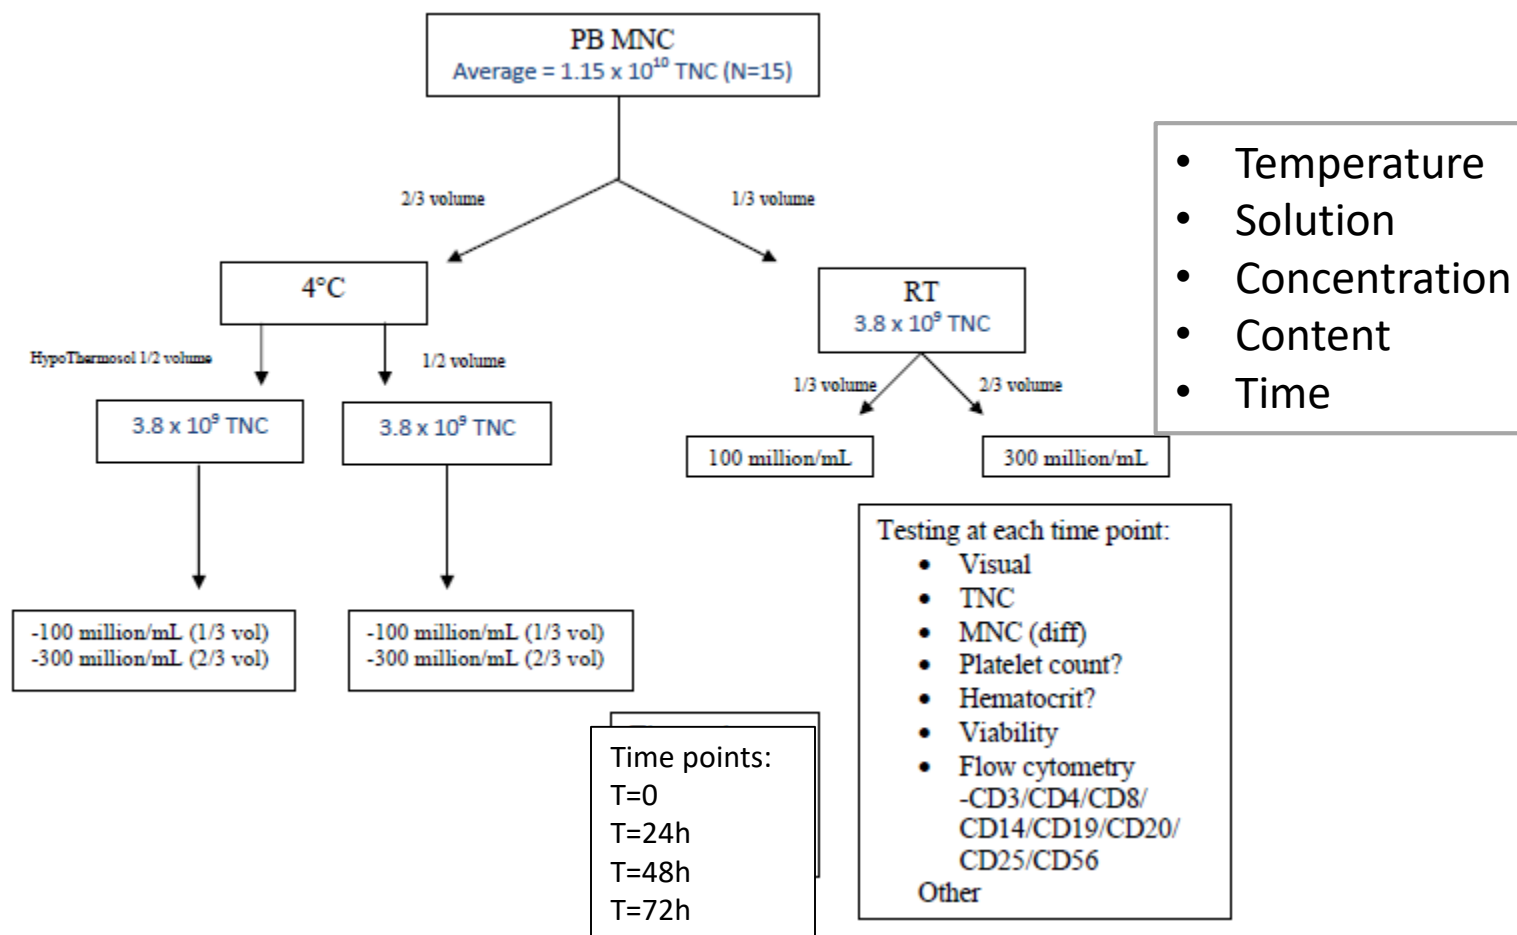 PB MNC
Average = 1.15 x 10¹⁰ TNC (N=15)
2/3 volume
1/3 volume
• Temperature
• Solution
• Concentration
• Content
• Time
4°C
RT
3.8 x 10⁹ TNC
HypoThermosol 1/2 volume
1/2 volume
1/3 volume
2/3 volume
3.8 x 10⁹ TNC
3.8 x 10⁹ TNC
100 million/mL
300 million/mL
-100 million/mL (1/3 vol)
-300 million/mL (2/3 vol)
-100 million/mL (1/3 vol)
-300 million/mL (2/3 vol)
Testing at each time point:
• Visual
• TNC
• MNC (diff)
• Platelet count?
• Hematocrit?
• Viability
• Flow cytometry
-CD3/CD4/CD8/
CD14/CD19/CD20/
CD25/CD56
Other
Time points:
T=0
T=24h
T=48h
T=72h